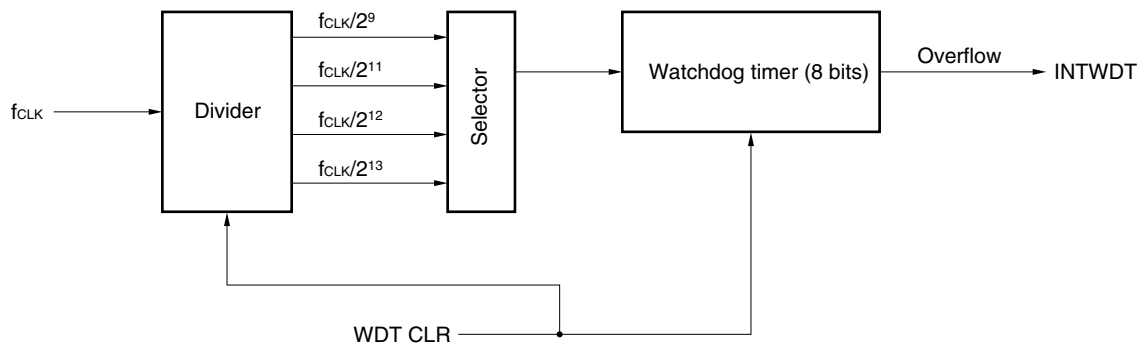 fCLK
Divider
fCLK/2⁹
fCLK/2¹¹
fCLK/2¹²
fCLK/2¹³
Selector
Watchdog timer (8 bits)
Overflow
INTWDT
WDT CLR